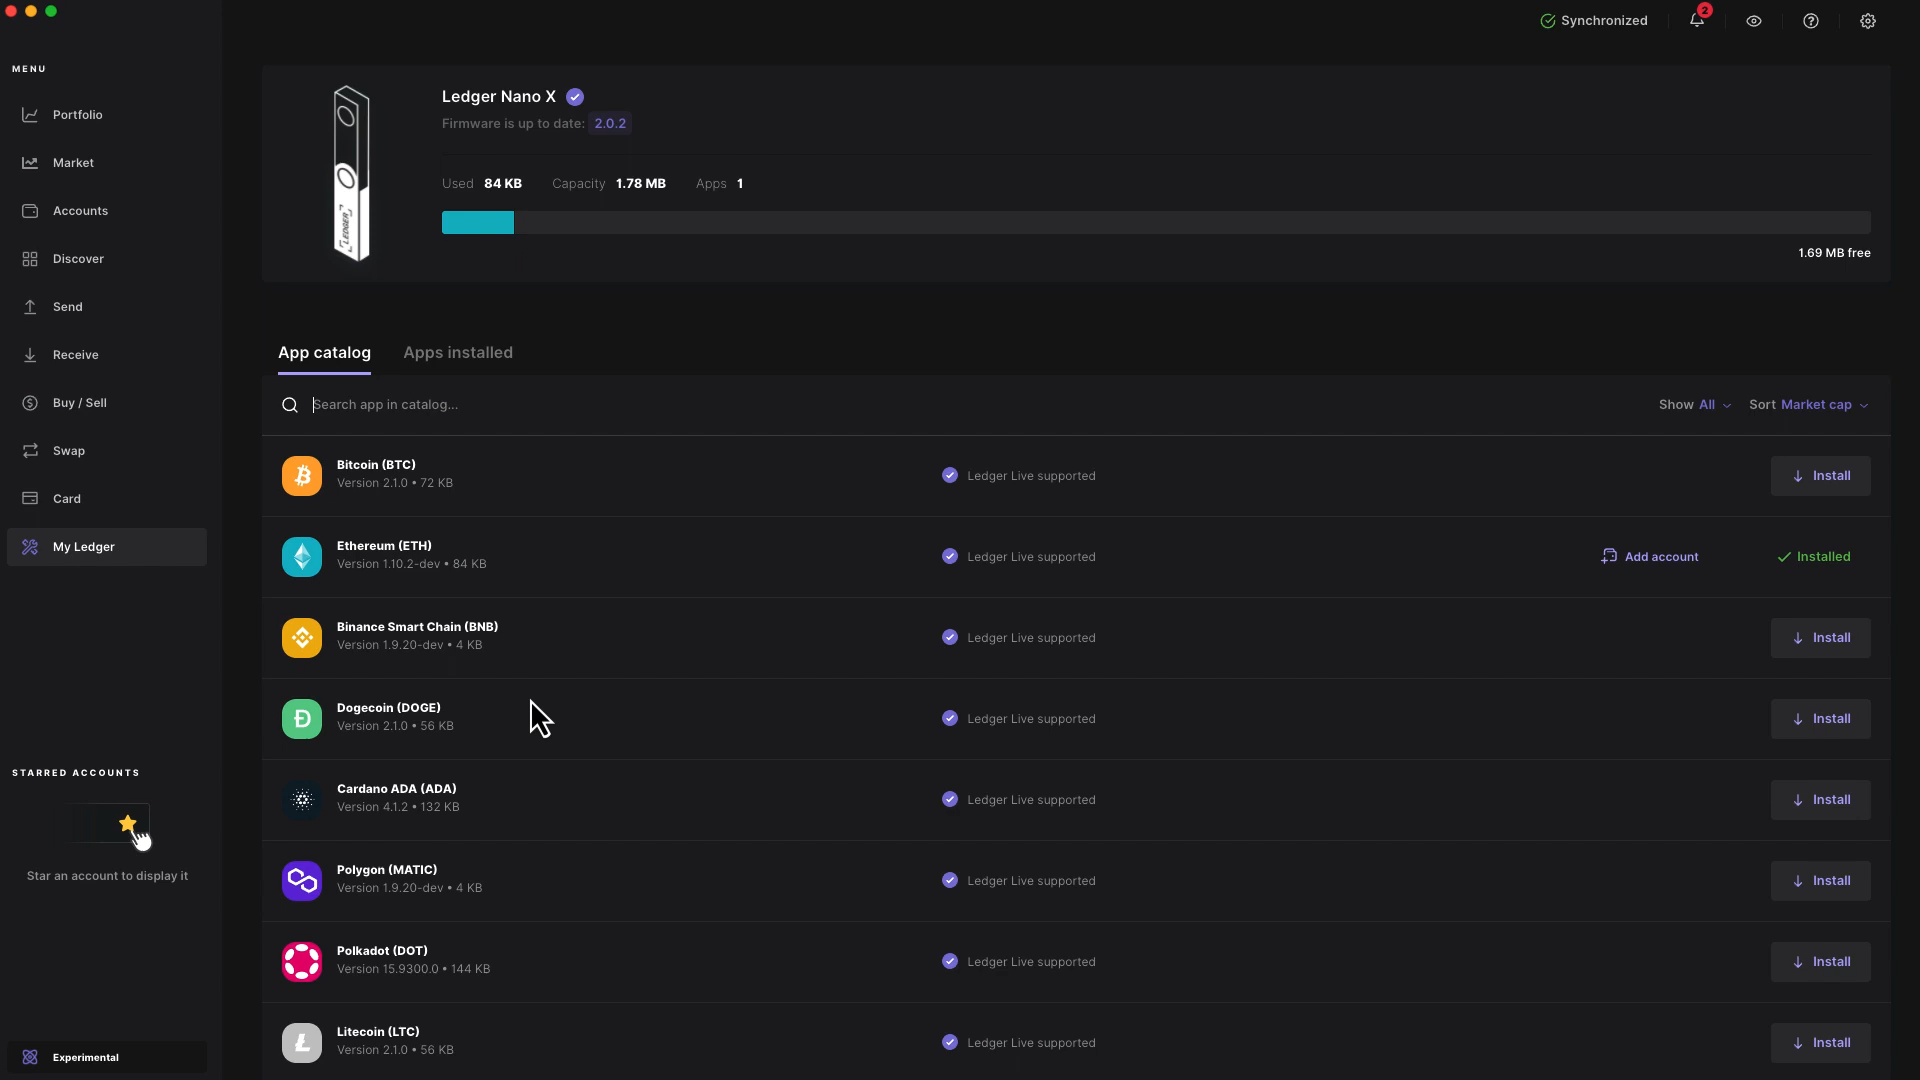 MENU
Portfolio
Market
Accounts
Discover
Send
Receive
Buy / Sell
Swap
Card
My Ledger
STARRED ACCOUNTS
Star an account to display it
Experimental
Synchronized
2
Ledger Nano X
Firmware is up to date: 2.0.2
LEDGER
Used 84 KB Capacity 1.78 MB Apps 1
1.69 MB free
App catalog Apps installed
Search app in catalog... Show All Sort Market cap
Bitcoin (BTC)
Version 2.1.0 • 72 KB
Ledger Live supported
Install
Ethereum (ETH)
Version 1.10.2-dev • 84 KB
Ledger Live supported
Add account
Installed
Binance Smart Chain (BNB)
Version 1.9.20-dev • 4 KB
Ledger Live supported
Install
Dogecoin (DOGE)
Version 2.1.0 • 56 KB
Ledger Live supported
Install
Cardano ADA (ADA)
Version 4.1.2 • 132 KB
Ledger Live supported
Install
Polygon (MATIC)
Version 1.9.20-dev • 4 KB
Ledger Live supported
Install
Polkadot (DOT)
Version 15.9300.0 • 144 KB
Ledger Live supported
Install
Litecoin (LTC)
Version 2.1.0 • 56 KB
Ledger Live supported
Install